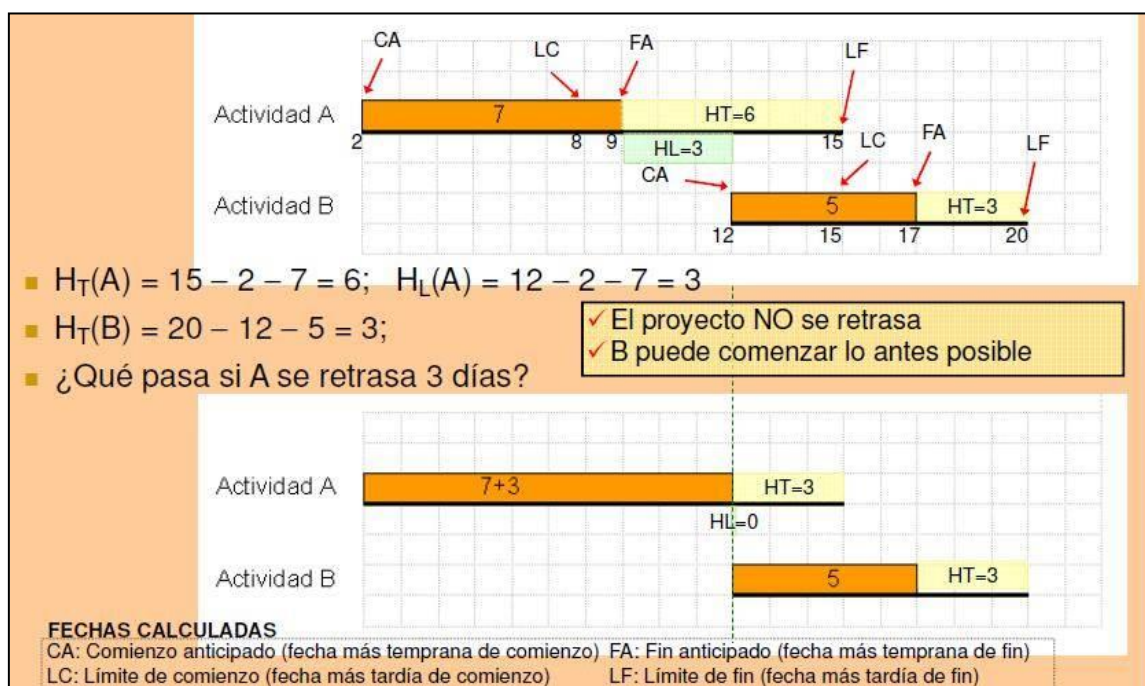 CA LC FA LF
Actividad A 7 HT=6
2 8 9 15
HL=3
CA LC FA LF
Actividad B 5 HT=3
12 15 17 20
■ H_T(A) = 15 – 2 – 7 = 6; H_L(A) = 12 – 2 – 7 = 3
■ H_T(B) = 20 – 12 – 5 = 3;
■ ¿Qué pasa si A se retrasa 3 días?
✓ El proyecto NO se retrasa
✓ B puede comenzar lo antes posible
Actividad A 7+3 HT=3
HL=0
Actividad B 5 HT=3
FECHAS CALCULADAS
CA: Comienzo anticipado (fecha más temprana de comienzo) FA: Fin anticipado (fecha más temprana de fin)
LC: Límite de comienzo (fecha más tardía de comienzo) LF: Límite de fin (fecha más tardía de fin)